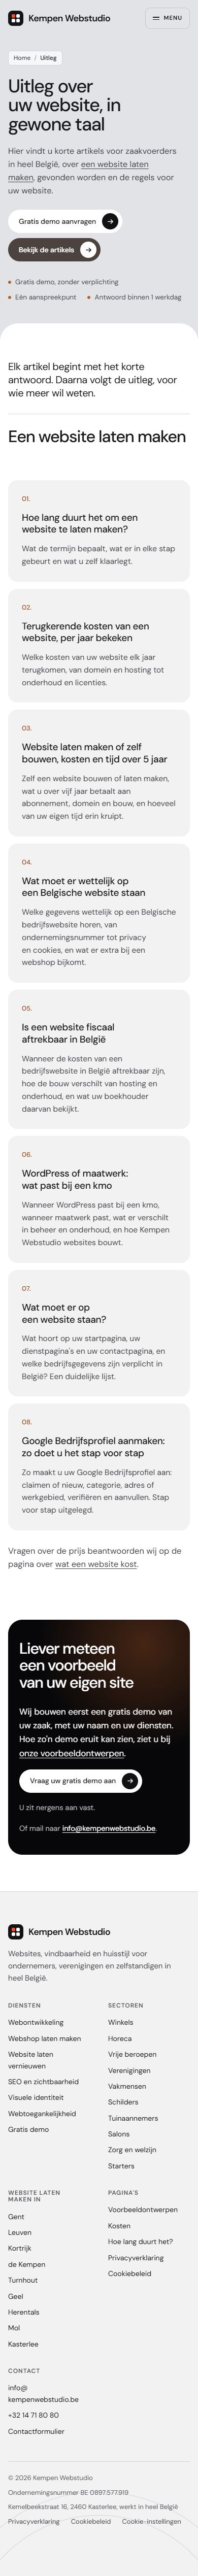 Kempen Webstudio
MENU
Home / Uitleg
Uitleg over
uw website, in
gewone taal
Hier vindt u korte artikels voor zaakvoerders
in heel België, over een website laten
maken, gevonden worden en de regels voor
uw website.
Gratis demo aanvragen
Bekijk de artikels
Gratis demo, zonder verplichting
Eén aanspreekpunt
Antwoord binnen 1 werkdag
Elk artikel begint met het korte
antwoord. Daarna volgt de uitleg, voor
wie meer wil weten.
Een website laten maken
01.
Hoe lang duurt het om een
website te laten maken?
Wat de termijn bepaalt, wat er in elke stap
gebeurt en wat u zelf klaarlegt.
02.
Terugkerende kosten van een
website, per jaar bekeken
Welke kosten van uw website elk jaar
terugkomen, van domein en hosting tot
onderhoud en licenties.
03.
Website laten maken of zelf
bouwen, kosten en tijd over 5 jaar
Zelf een website bouwen of laten maken,
wat u over vijf jaar betaalt aan
abonnement, domein en bouw, en hoeveel
van uw eigen tijd erin kruipt.
04.
Wat moet er wettelijk op
een Belgische website staan
Welke gegevens wettelijk op een Belgische
bedrijfswebsite horen, van
ondernemingsnummer tot privacy
en cookies, en wat er extra bij een
webshop bijkomt.
05.
Is een website fiscaal
aftrekbaar in België
Wanneer de kosten van een
bedrijfswebsite in België aftrekbaar zijn,
hoe de bouw verschilt van hosting en
onderhoud, en wat uw boekhouder
daarvan bekijkt.
06.
WordPress of maatwerk:
wat past bij een kmo
Wanneer WordPress past bij een kmo,
wanneer maatwerk past, wat er verschilt
in beheer en onderhoud, en hoe Kempen
Webstudio websites bouwt.
07.
Wat moet er op
een website staan?
Wat hoort op uw startpagina, uw
dienstpagina's en uw contactpagina, en
welke bedrijfsgegevens zijn verplicht in
België? Een duidelijke lijst.
08.
Google Bedrijfsprofiel aanmaken:
zo doet u het stap voor stap
Zo maakt u uw Google Bedrijfsprofiel aan:
claimen of nieuw, categorie, adres of
werkgebied, verifiëren en aanvullen. Stap
voor stap uitgelegd.
Vragen over de prijs beantwoorden wij op de
pagina over wat een website kost.
Liever meteen
een voorbeeld
van uw eigen site
Wij bouwen eerst een gratis demo van
uw zaak, met uw naam en uw diensten.
Hoe zo'n demo eruit kan zien, ziet u bij
onze voorbeeldontwerpen.
Vraag uw gratis demo aan
U zit nergens aan vast.
Of mail naar info@kempenwebstudio.be.
Kempen Webstudio
Websites, vindbaarheid en huisstijl voor
ondernemers, verenigingen en zelfstandigen in
heel België.
DIENSTEN
Webontwikkeling
Webshop laten maken
Website laten
vernieuwen
SEO en zichtbaarheid
Visuele identiteit
Webtoegankelijkheid
Gratis demo
SECTOREN
Winkels
Horeca
Vrije beroepen
Verenigingen
Vakmensen
Schilders
Tuinaannemers
Salons
Zorg en welzijn
Starters
WEBSITE LATEN
MAKEN IN
Gent
Leuven
Kortrijk
de Kempen
Turnhout
Geel
Herentals
Mol
Kasterlee
PAGINA'S
Voorbeeldontwerpen
Kosten
Hoe lang duurt het?
Privacyverklaring
Cookiebeleid
CONTACT
info@
kempenwebstudio.be
+32 14 71 80 80
Contactformulier
© 2026 Kempen Webstudio
Ondernemingsnummer BE 0897.577.919
Kemelbeekstraat 16, 2460 Kasterlee, werkt in heel België
Privacyverklaring
Cookiebeleid
Cookie-instellingen